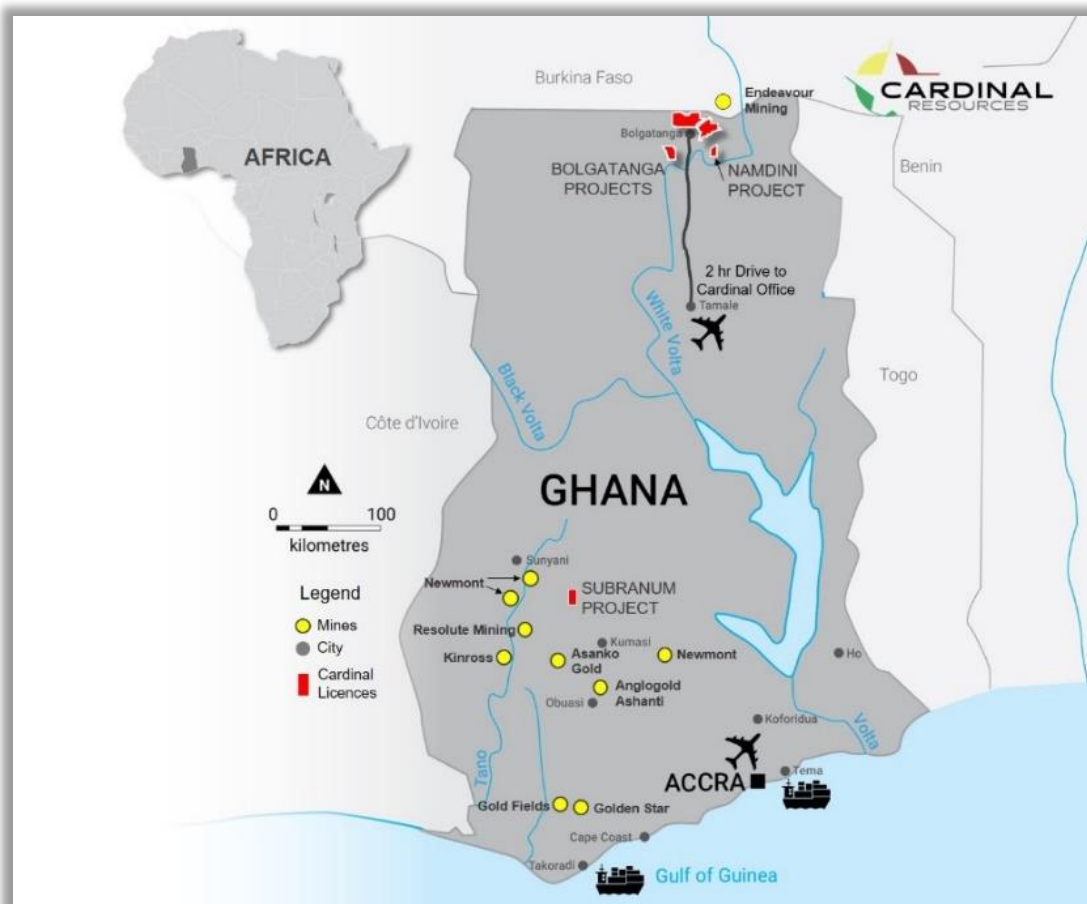 Burkina Faso
CARDINAL
RESOURCES
AFRICA
Endeavour
Mining
Bolgatanga
Benin
BOLGATANGA
PROJECTS
NAMDINI
PROJECT
2 hr Drive to
Cardinal Office
Tamale
White Volta
Black Volta
Togo
Côte d'Ivoire
GHANA
N
0 100
kilometres
Legend
Mines
City
Cardinal
Licences
Sunyani
Newmont
SUBRANUM
PROJECT
Resolute Mining
Kumasi
Kinross
Asanko
Gold
Newmont
Ho
Anglogold
Ashanti
Obuasi
Koforidua
Volta
Tano
ACCRA
Tema
Gold Fields
Golden Star
Cape Coast
Takoradi
Gulf of Guinea